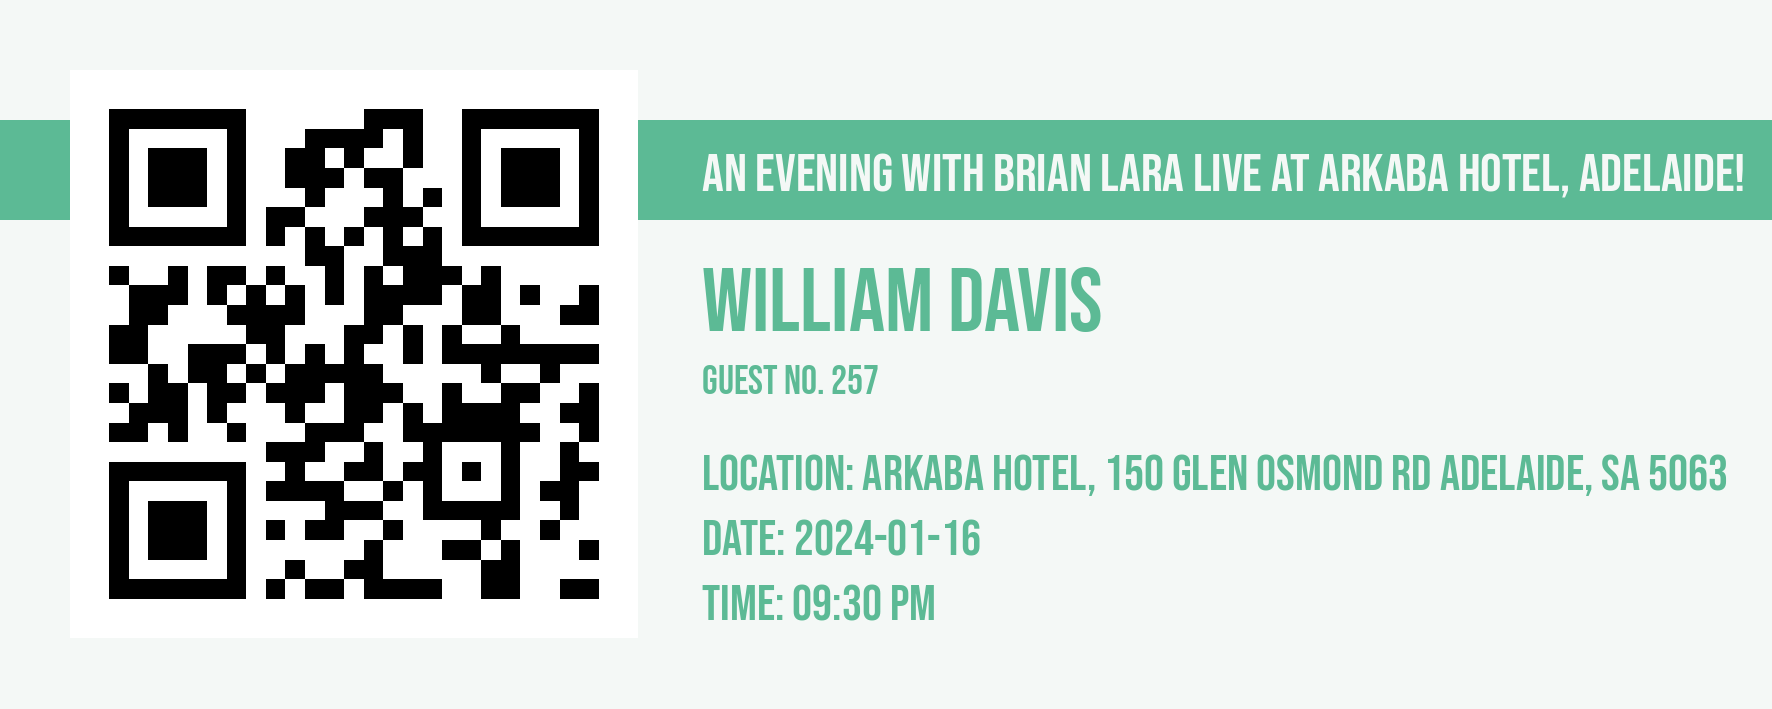 AN EVENING WITH BRIAN LARA LIVE AT ARKABA HOTEL, ADELAIDE!
WILLIAM DAVIS
GUEST NO. 257
LOCATION: ARKABA HOTEL, 150 GLEN OSMOND RD ADELAIDE, SA 5063
DATE: 2024-01-16
TIME: 09:30 PM